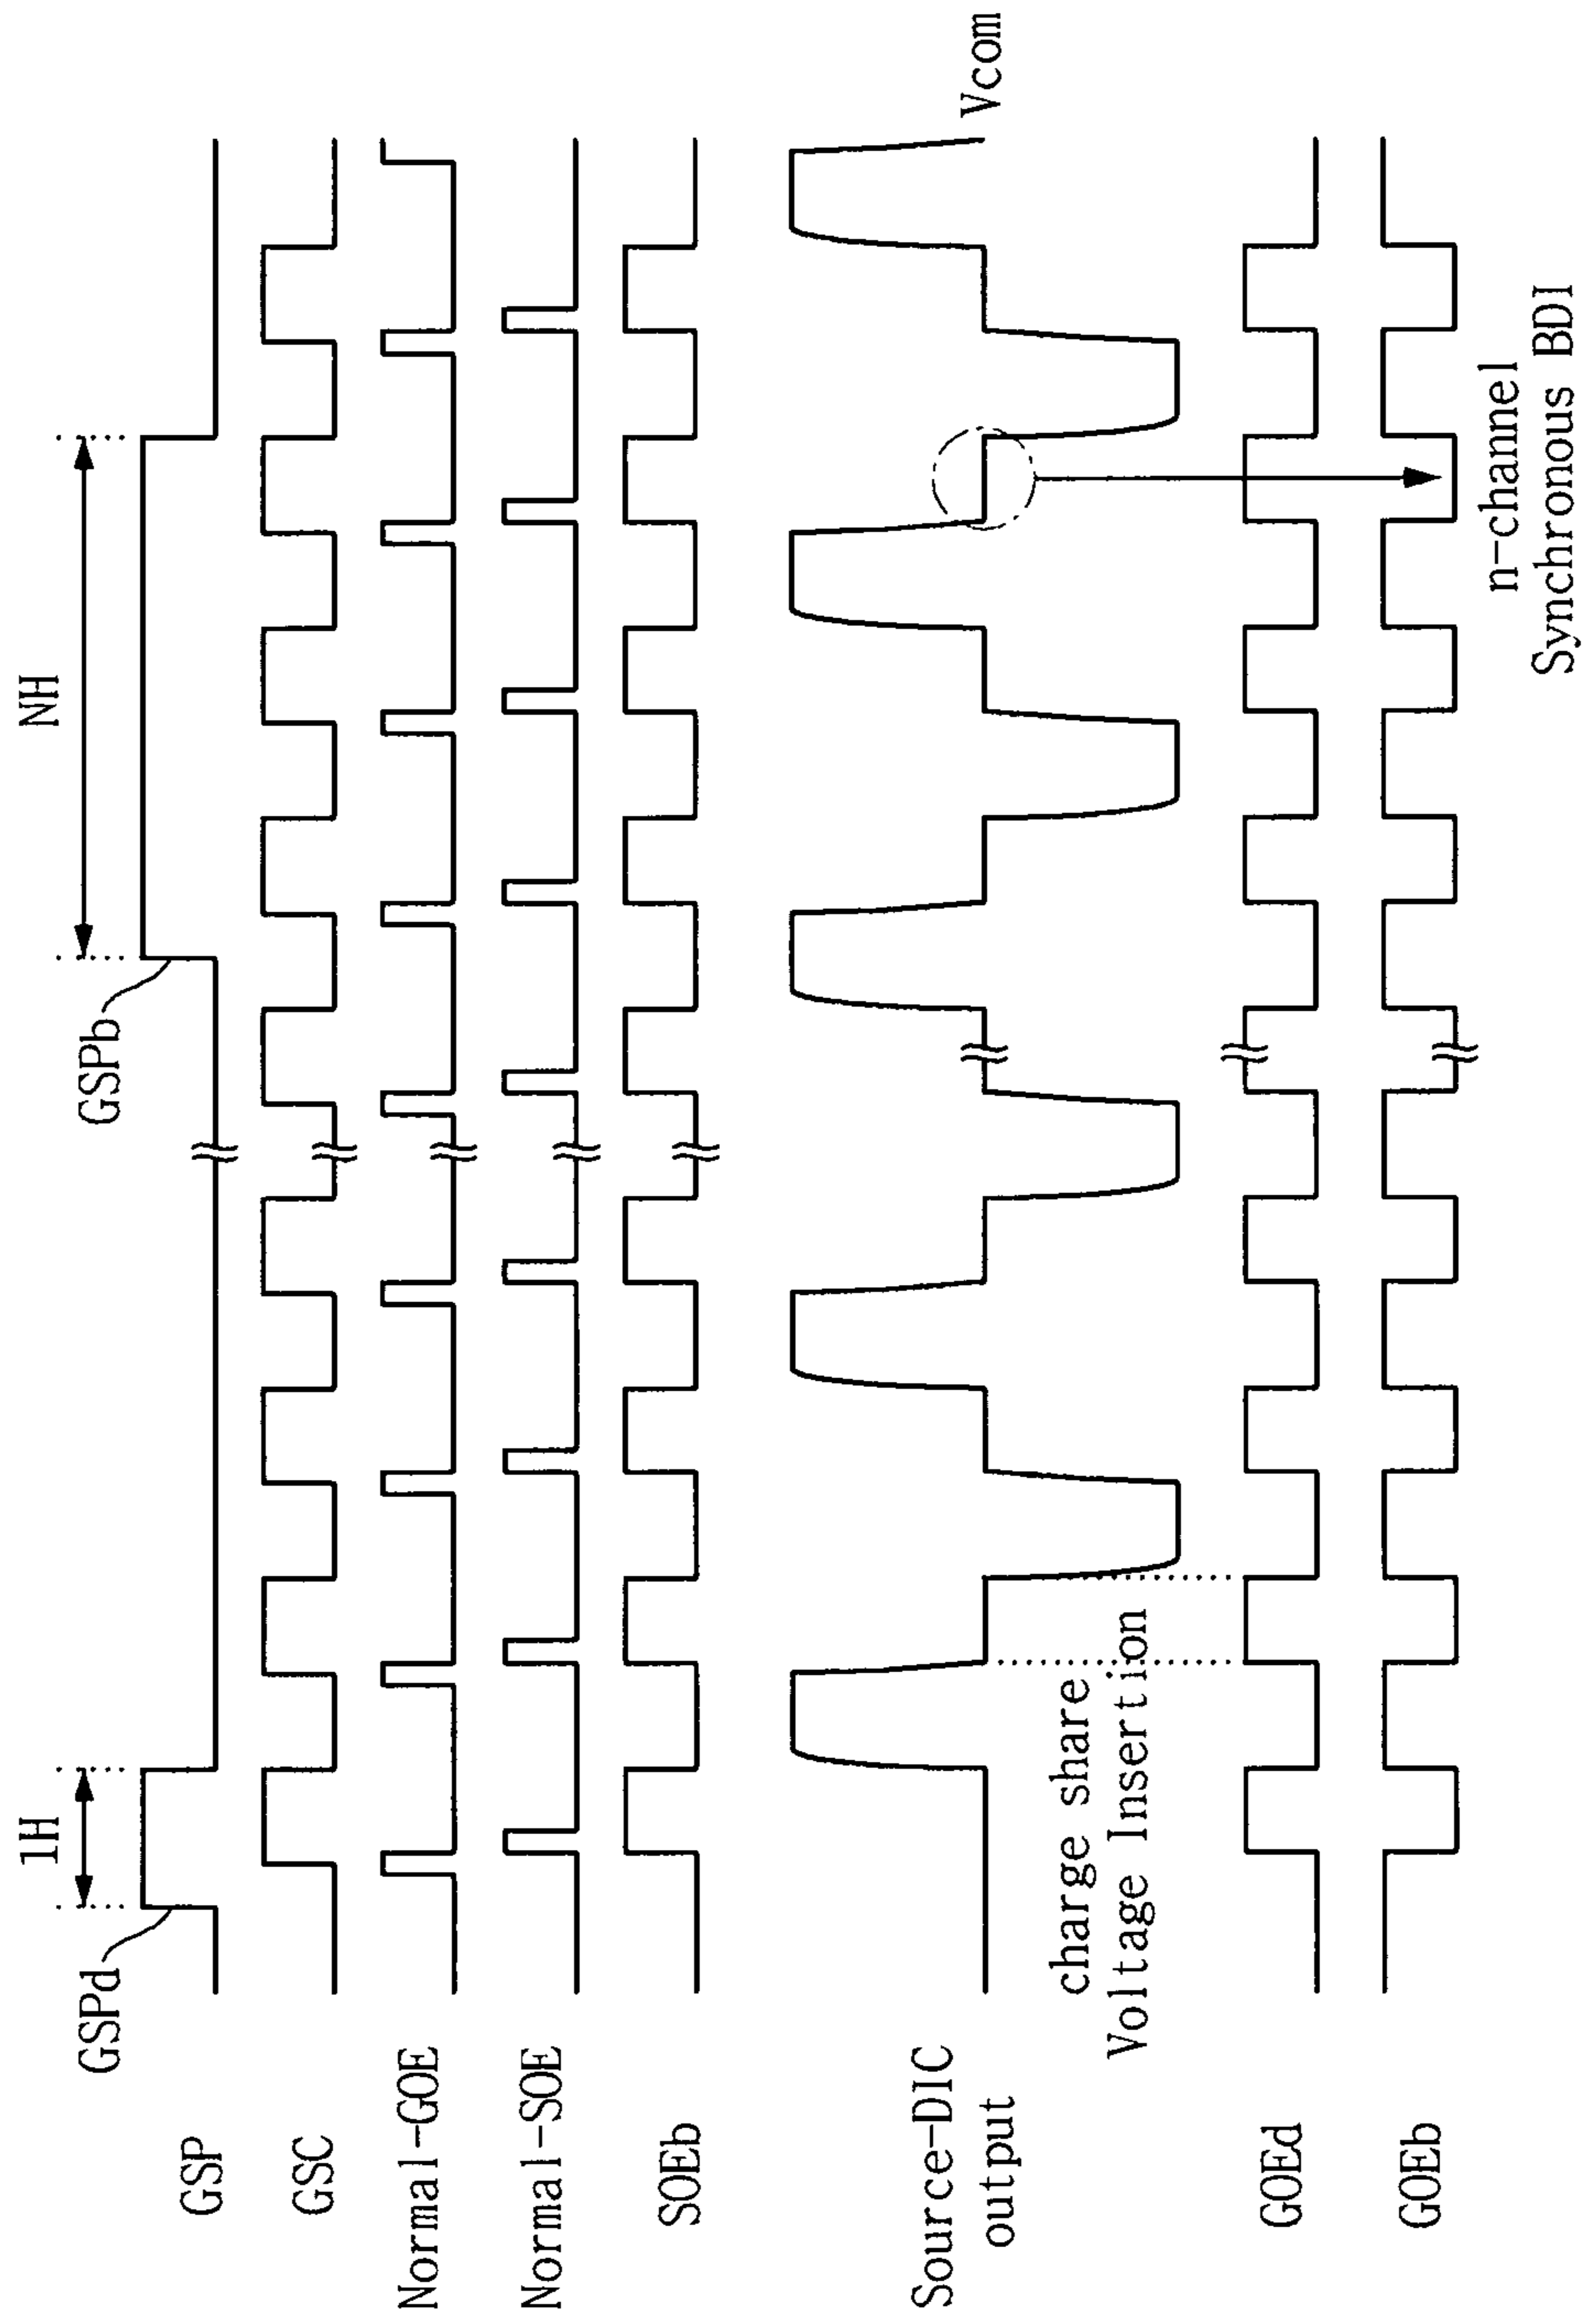 1H
NH
GSPd
GSPb
GSP
GSC
Normal-GOE
Normal-SOE
SOEb
Source-DIC
output
Vcom
charge share
Voltage Insertion
GOEd
GOEb
n-channel
Synchronous BDI